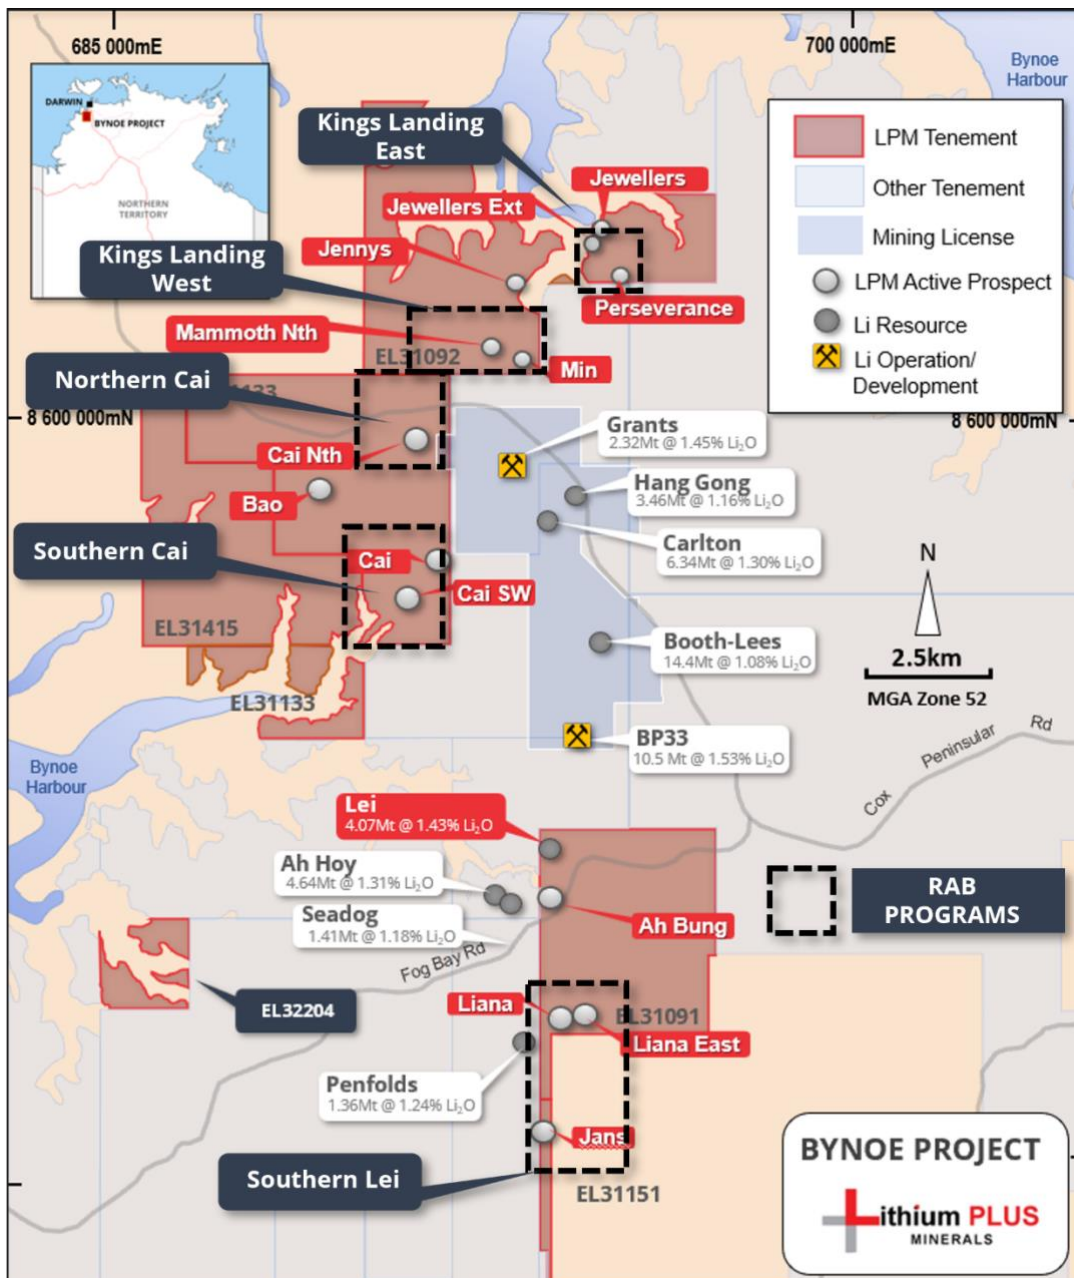 685 000mE
700 000mE
Bynoe
Harbour
DARWIN
BYNOE PROJECT
NORTHERN
TERRITORY
Kings Landing
East
Jewellers
Jewellers Ext
Jennys
Kings Landing
West
Perseverance
Mammoth Nth
EL31092
Min
LPM Tenement
Other Tenement
Mining License
LPM Active Prospect
Li Resource
Li Operation/
Development
Northern Cai
8 600 000mN
8 600 000mN
Cai Nth
Bao
Grants
2.32Mt @ 1.45% Li₂O
Hang Gong
3.46Mt @ 1.16% Li₂O
Carlton
6.34Mt @ 1.30% Li₂O
Southern Cai
Cai
Cai SW
EL31415
EL31133
Booth-Lees
14.4Mt @ 1.08% Li₂O
N
2.5km
MGA Zone 52
BP33
10.5 Mt @ 1.53% Li₂O
Cox Peninsular Rd
Bynoe
Harbour
Lei
4.07Mt @ 1.43% Li₂O
Ah Hoy
4.64Mt @ 1.31% Li₂O
Seadog
1.41Mt @ 1.18% Li₂O
Fog Bay Rd
Ah Bung
RAB
PROGRAMS
EL32204
Liana
EL31091
Liana East
Penfolds
1.36Mt @ 1.24% Li₂O
Jans
Southern Lei
EL31151
BYNOE PROJECT
Lithium PLUS
MINERALS